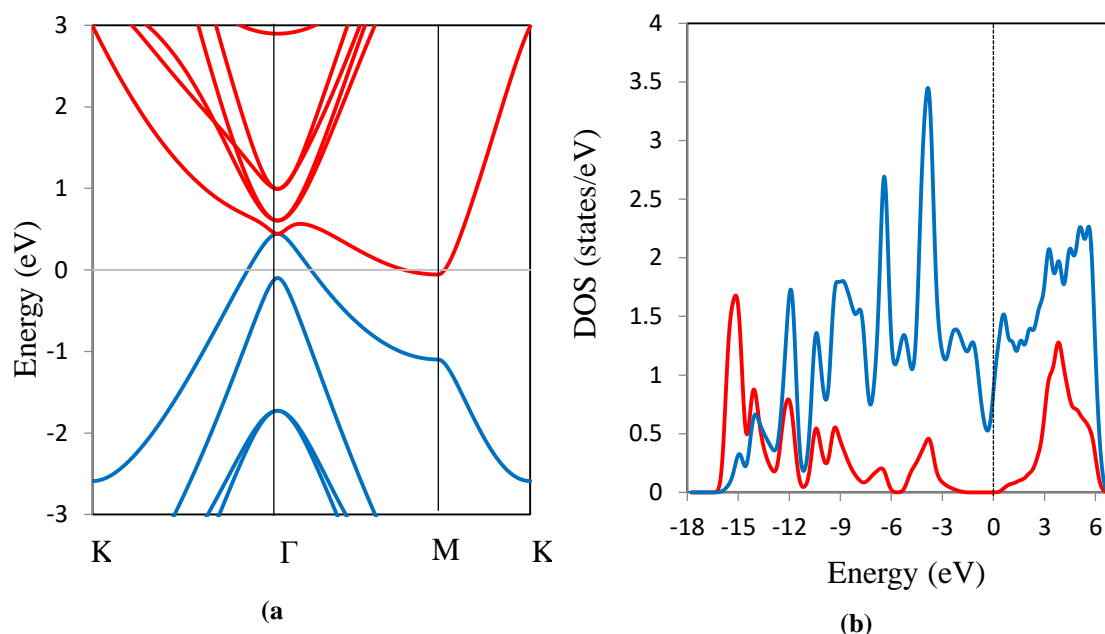 3
2
1
0
-1
-2
-3
Energy (eV)
K
Γ
M
K
(a
4
3.5
3
2.5
2
1.5
1
0.5
0
DOS (states/eV)
-18 -15 -12 -9 -6 -3 0 3 6
Energy (eV)
(b)